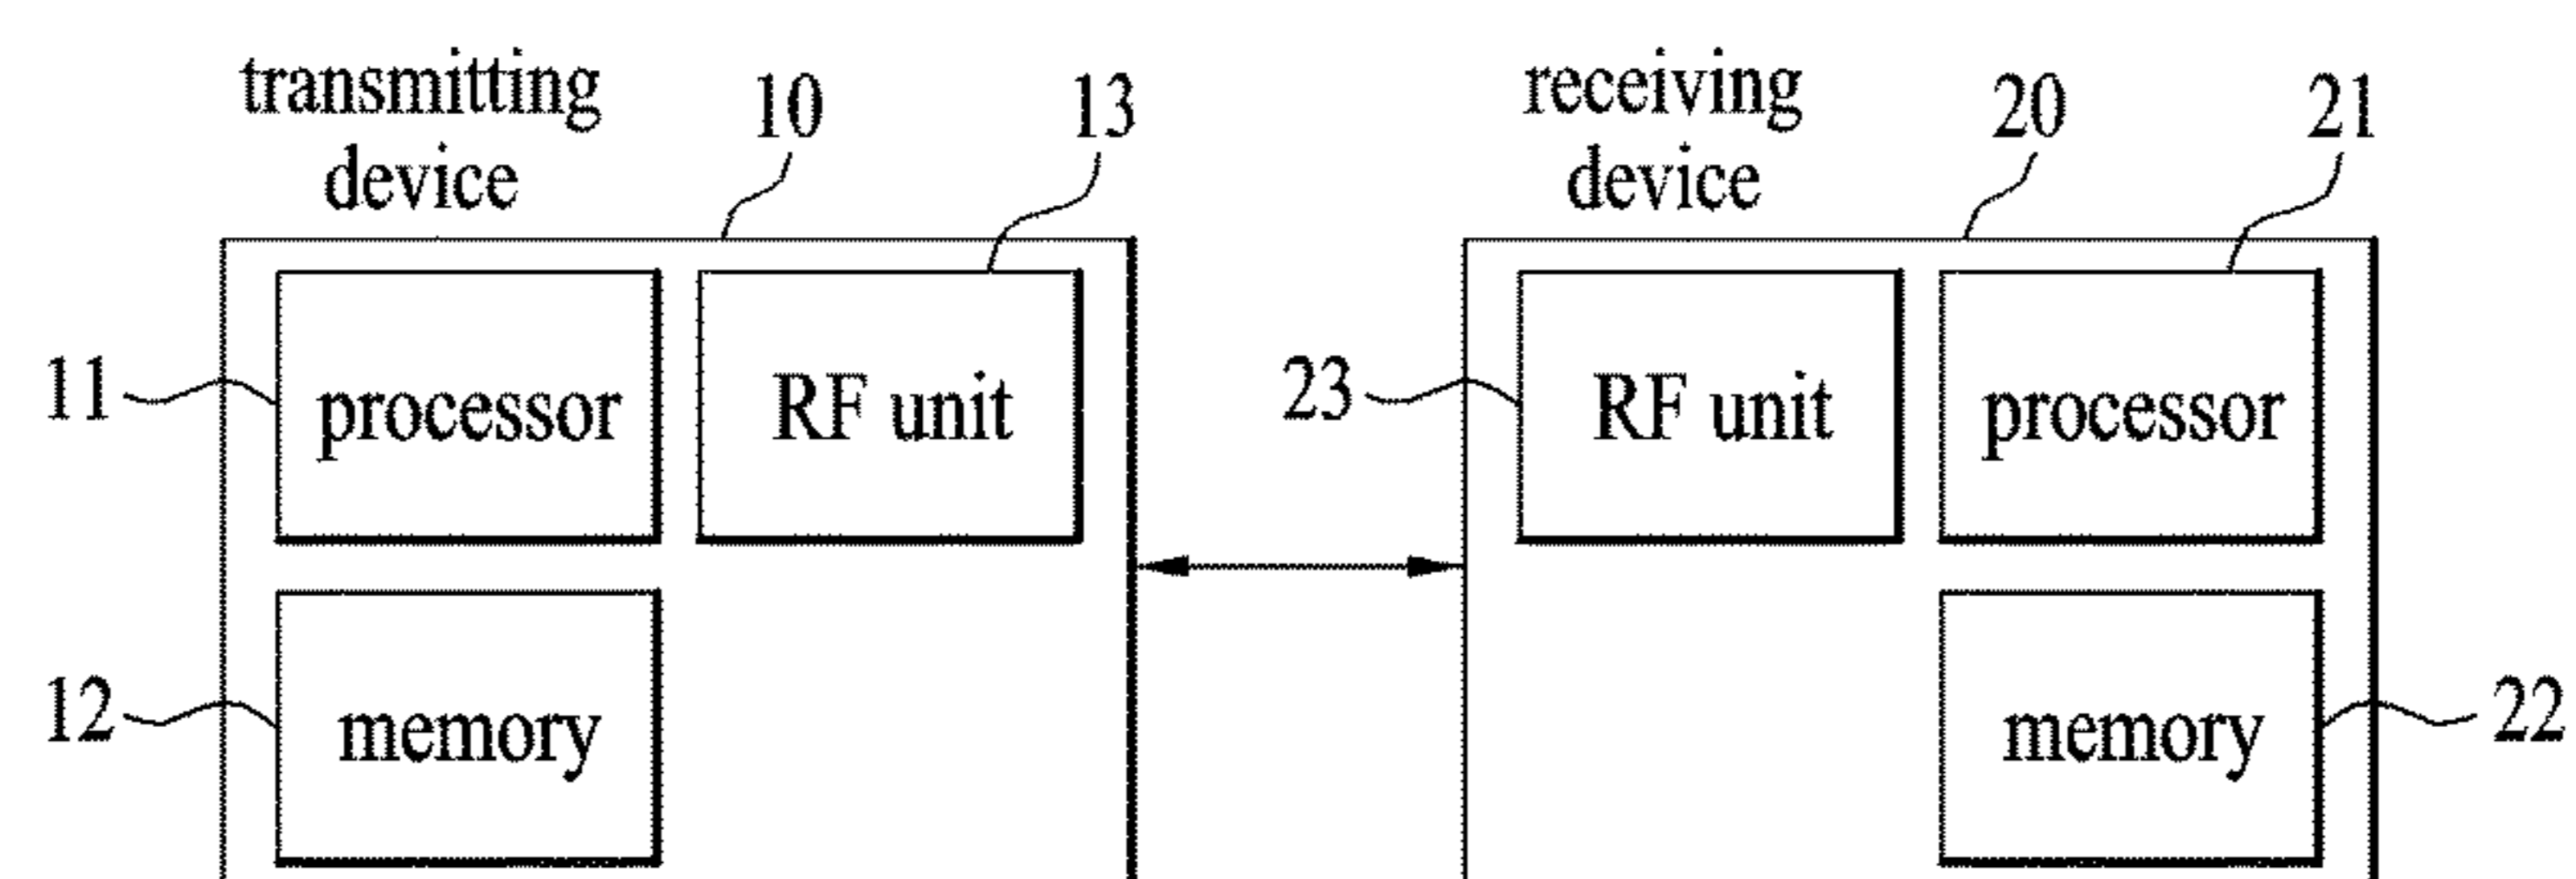 transmitting
device
10
13
receiving
device
20
21
11
processor
RF unit
23
RF unit
processor
12
memory
memory
22